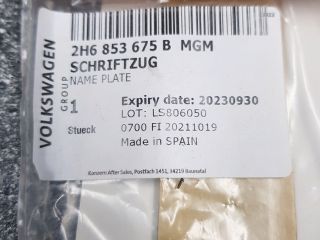 VOLKSWAGEN
GROUP
2H6 853 675 B MGM
SCHRIFTZUG
NAME PLATE
1
Stueck
Expiry date: 20230930
LOT: LS806050
0700 FI 20211019
Made in SPAIN
Konzern After Sales, Postfach 1451, 34219 Baunatal